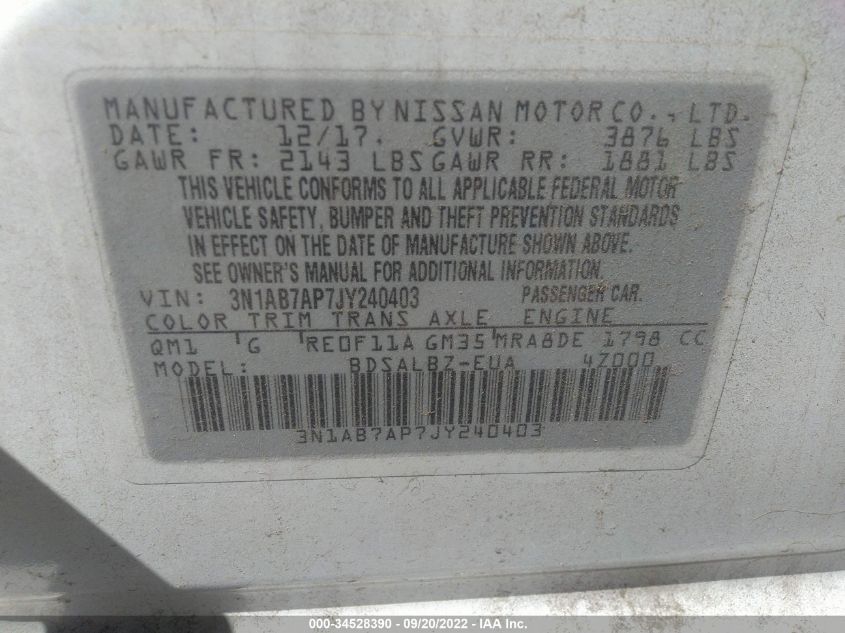 MANUFACTURED BY NISSAN MOTOR CO., LTD.
DATE: 12/17. GVWR: 3876 LBS
GAWR FR: 2143 LBS GAWR RR: 1881 LBS
THIS VEHICLE CONFORMS TO ALL APPLICABLE FEDERAL MOTOR
VEHICLE SAFETY, BUMPER AND THEFT PREVENTION STANDARDS
IN EFFECT ON THE DATE OF MANUFACTURE SHOWN ABOVE.
SEE OWNER'S MANUAL FOR ADDITIONAL INFORMATION.
VIN: 3N1AB7AP7JY240403 PASSENGER CAR.
COLOR TRIM TRANS AXLE ENGINE
QM1 G RE0F11A GM35 MRA8DE 1798 CC
MODEL: BDSALBZ-EUA 4Z000
3N1AB7AP7JY240403
000-34528390 - 09/20/2022 - IAA Inc.